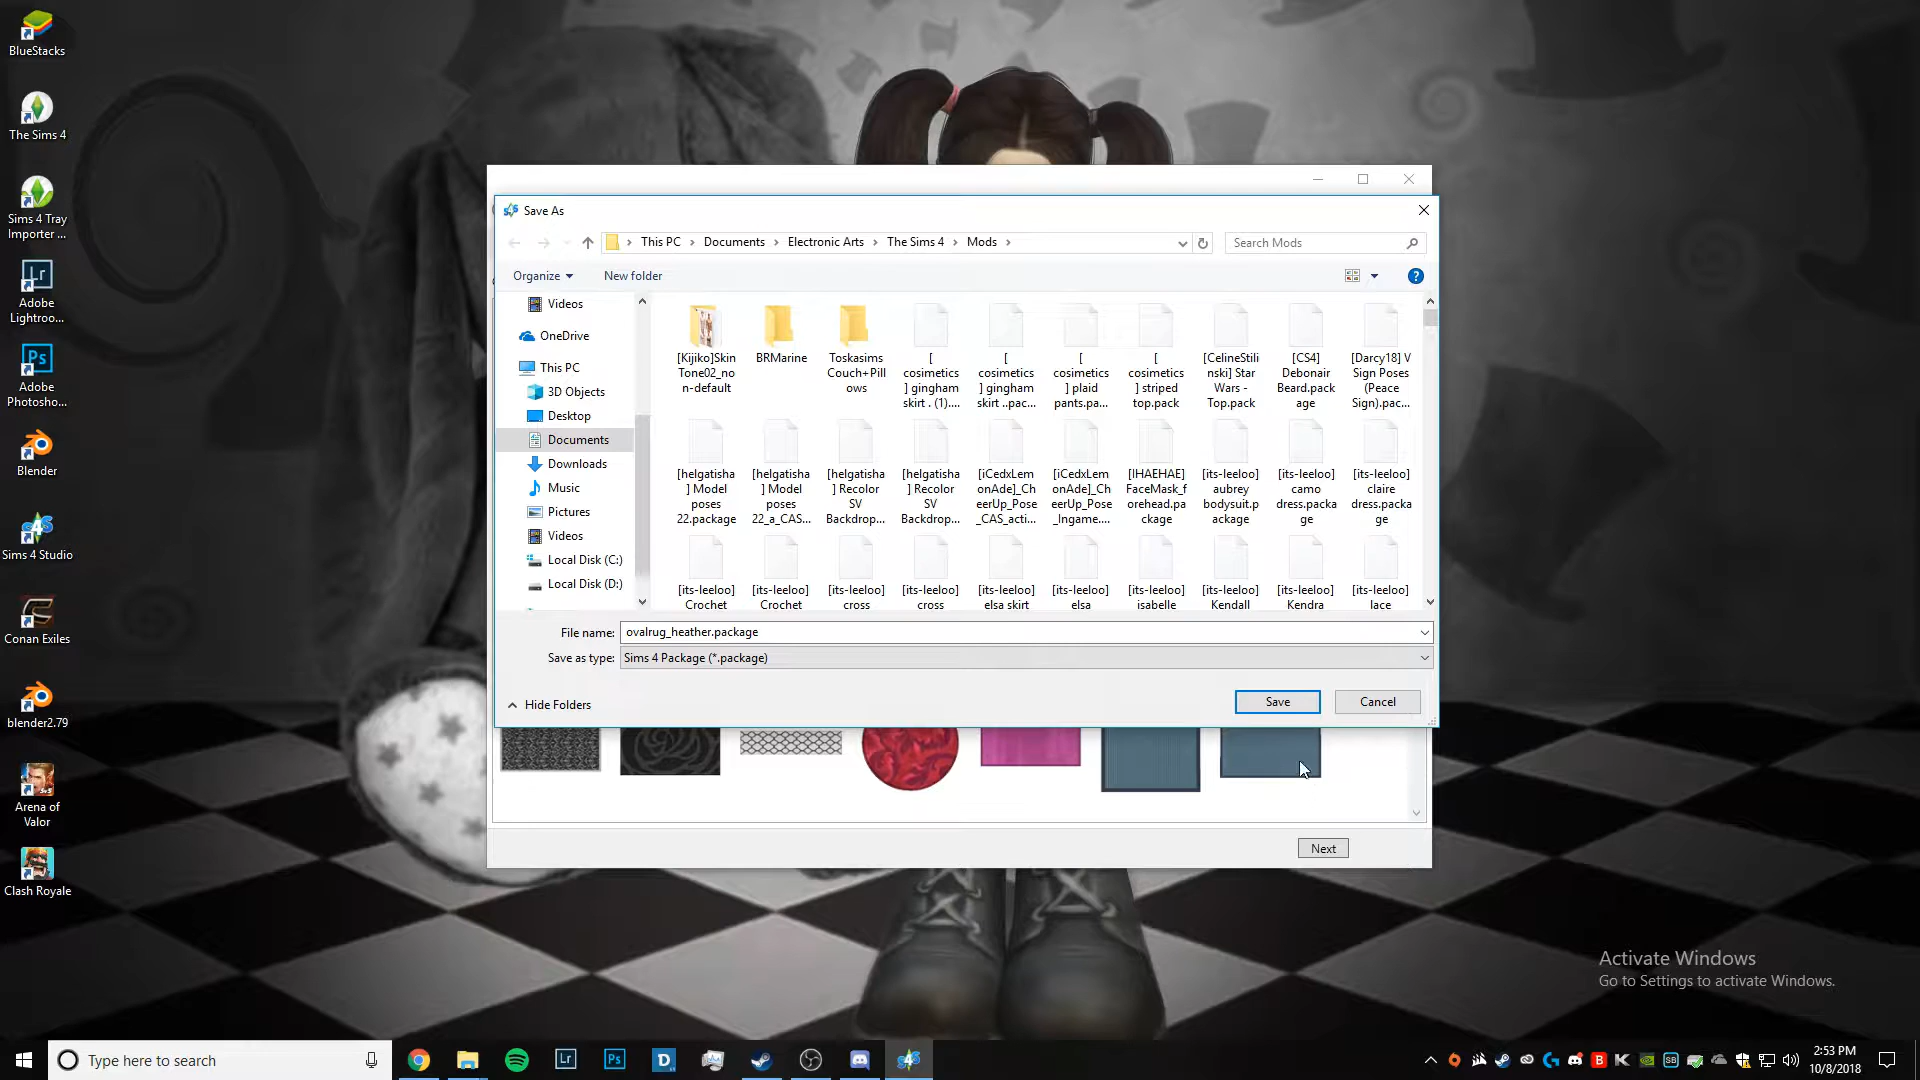 BlueStacks
The Sims 4
Sims 4 Tray
Importer ...
Adobe
Lightroo...
Adobe
Photosho...
Blender
Sims 4 Studio
Conan Exiles
blender2.79
Arena of
Valor
Clash Royale
Save As
This PC
Documents
Electronic Arts
The Sims 4
Mods
Search Mods
Organize
New folder
Videos
OneDrive
This PC
3D Objects
Desktop
Documents
Downloads
Music
Pictures
Videos
Local Disk (C:)
Local Disk (D:)
[Kijiko]Skin
Tone02_no
n-default
BRMarine
Toskasims
Couch+Pill
ows
[
cosimetics
] gingham
skirt . (1)....
[
cosimetics
] gingham
skirt ..pac...
[
cosimetics
] plaid
pants.pa...
[
cosimetics
] striped
top.pack
[CelineStili
nski] Star
Wars -
Top.pack
[CS4]
Debonair
Beard.pack
age
[Darcy18] V
Sign Poses
(Peace
Sign).pac...
[helgatisha
] Model
poses
22.package
[helgatisha
] Model
poses
22_a_CAS...
[helgatisha
] Recolor
SV
Backdrop...
[helgatisha
] Recolor
SV
Backdrop...
[iCedxLem
onAde]_Ch
eerUp_Pose
_CAS_acti...
[iCedxLem
onAde]_Ch
eerUp_Pose
_Ingame....
[IHAEHAE]
FaceMask_f
orehead.pa
ckage
[its-leeloo]
aubrey
bodysuit.p
ackage
[its-leeloo]
camo
dress.packa
ge
[its-leeloo]
claire
dress.packa
ge
[its-leeloo]
Crochet
[its-leeloo]
Crochet
[its-leeloo]
cross
[its-leeloo]
cross
[its-leeloo]
elsa skirt
[its-leeloo]
elsa
[its-leeloo]
isabelle
[its-leeloo]
Kendall
[its-leeloo]
Kendra
[its-leeloo]
lace
File name:
ovalrug_heather.package
Save as type:
Sims 4 Package (*.package)
Hide Folders
Save
Cancel
Next
Activate Windows
Go to Settings to activate Windows.
Type here to search
2:53 PM
10/8/2018